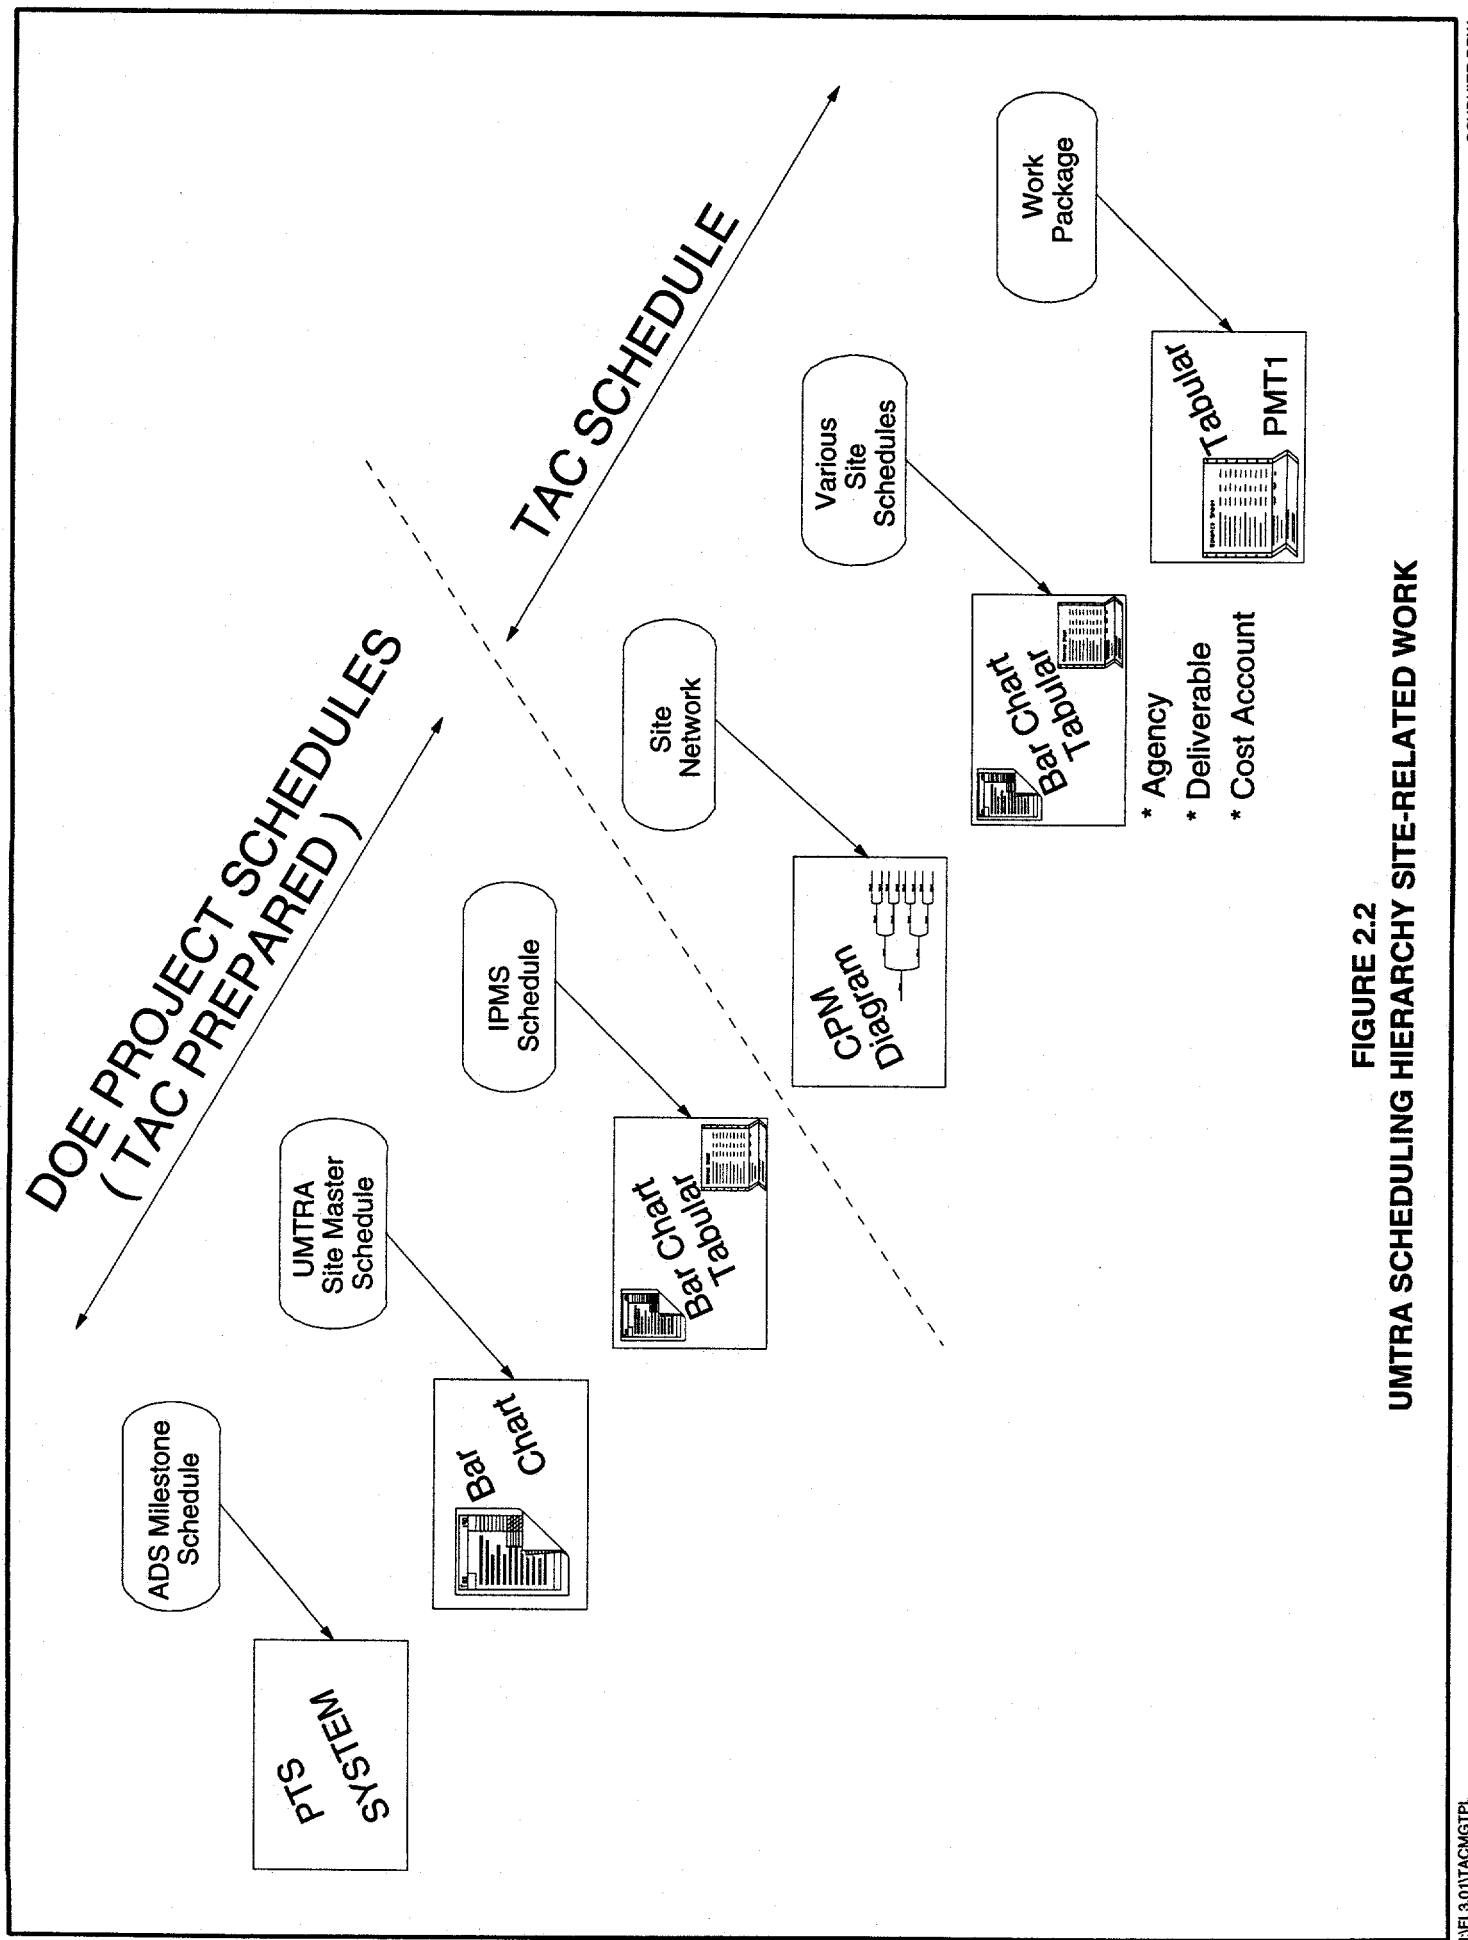 DOE PROJECT SCHEDULES
( TAC PREPARED )
TAC SCHEDULE
ADS Milestone
Schedule
PTS
SYSTEM
UMTRA
Site Master
Schedule
Bar
Chart
IPMS
Schedule
Bar Chart
Tabular
Site
Network
CPM
Diagram
Various
Site
Schedules
Bar Chart
Tabular
* Agency
* Deliverable
* Cost Account
Work
Package
Tabular
PMT1
FIGURE 2.2
UMTRA SCHEDULING HIERARCHY SITE-RELATED WORK